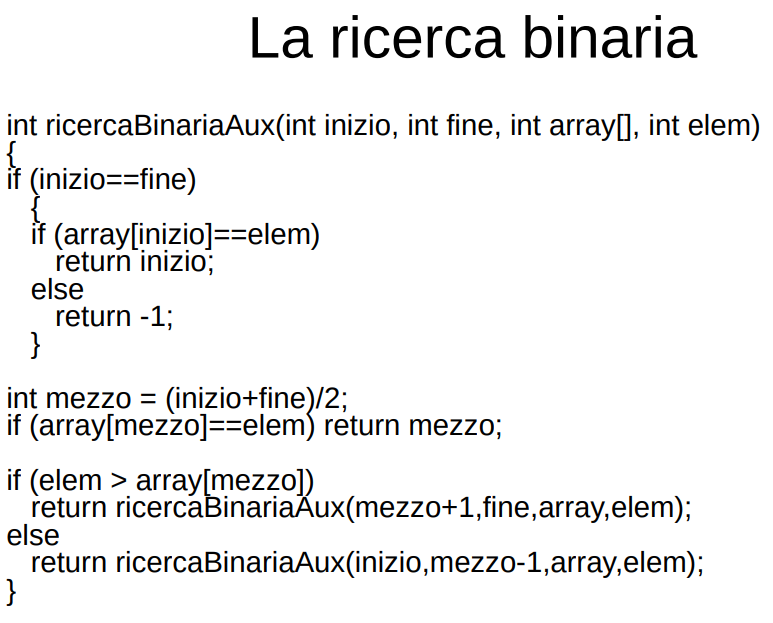 La ricerca binaria
int ricercaBinariaAux(int inizio, int fine, int array[], int elem)
{
if (inizio==fine)
{
if (array[inizio]==elem)
return inizio;
else
return -1;
}
int mezzo = (inizio+fine)/2;
if (array[mezzo]==elem) return mezzo;
if (elem > array[mezzo])
return ricercaBinariaAux(mezzo+1,fine,array,elem);
else
return ricercaBinariaAux(inizio,mezzo-1,array,elem);
}